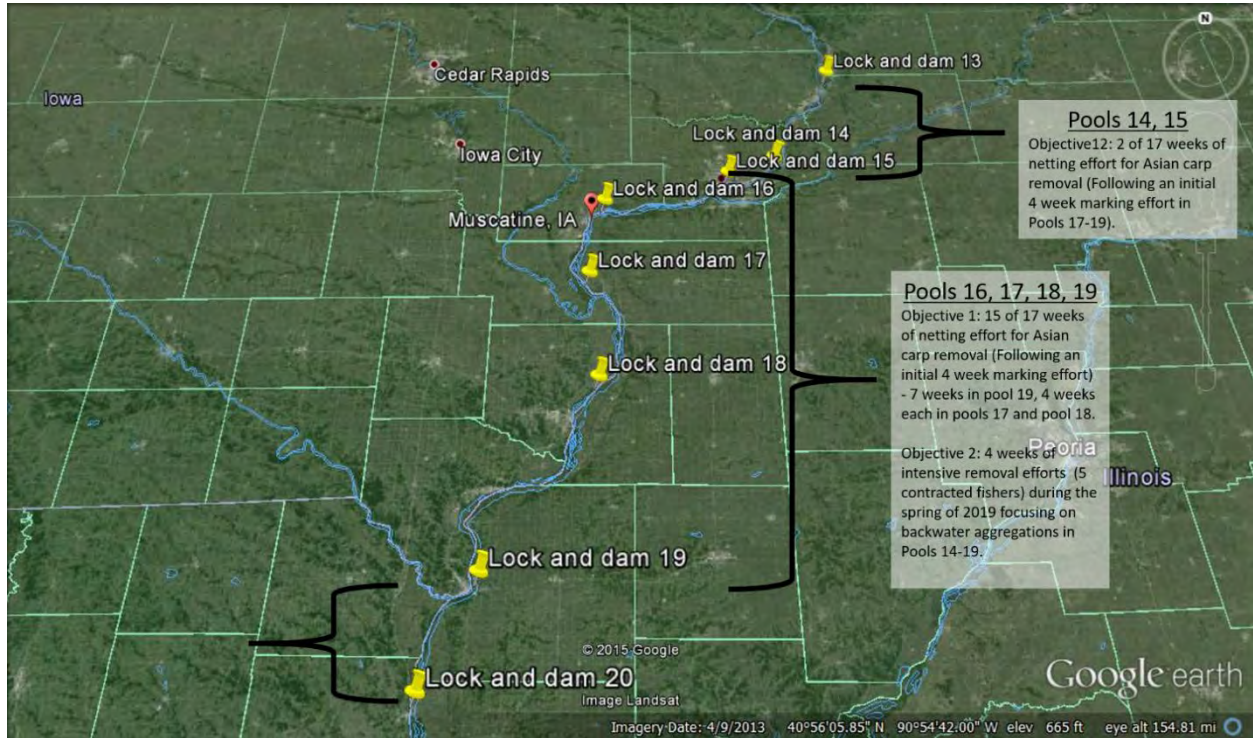 N
Lock and dam 13
Cedar Rapids
Iowa
Pools 14, 15
Objective12: 2 of 17 weeks of
netting effort for Asian carp
removal (Following an initial
4 week marking effort in
Pools 17-19).
Lock and dam 14
Iowa City
Lock and dam 15
Lock and dam 16
Muscatine, IA
Lock and dam 17
Pools 16, 17, 18, 19
Objective 1: 15 of 17 weeks
of netting effort for Asian
carp removal (Following an
initial 4 week marking effort)
- 7 weeks in pool 19, 4 weeks
each in pools 17 and pool 18.
Objective 2: 4 weeks of
intensive removal efforts (5
contracted fishers) during the
spring of 2019 focusing on
backwater aggregations in
Pools 14-19.
Lock and dam 18
Peoria
Illinois
Lock and dam 19
© 2015 Google
Lock and dam 20
Image Landsat
Google earth
Imagery Date: 4/9/2013 40°56'05.85" N 90°54'42.00" W elev 665 ft eye alt 154.81 mi